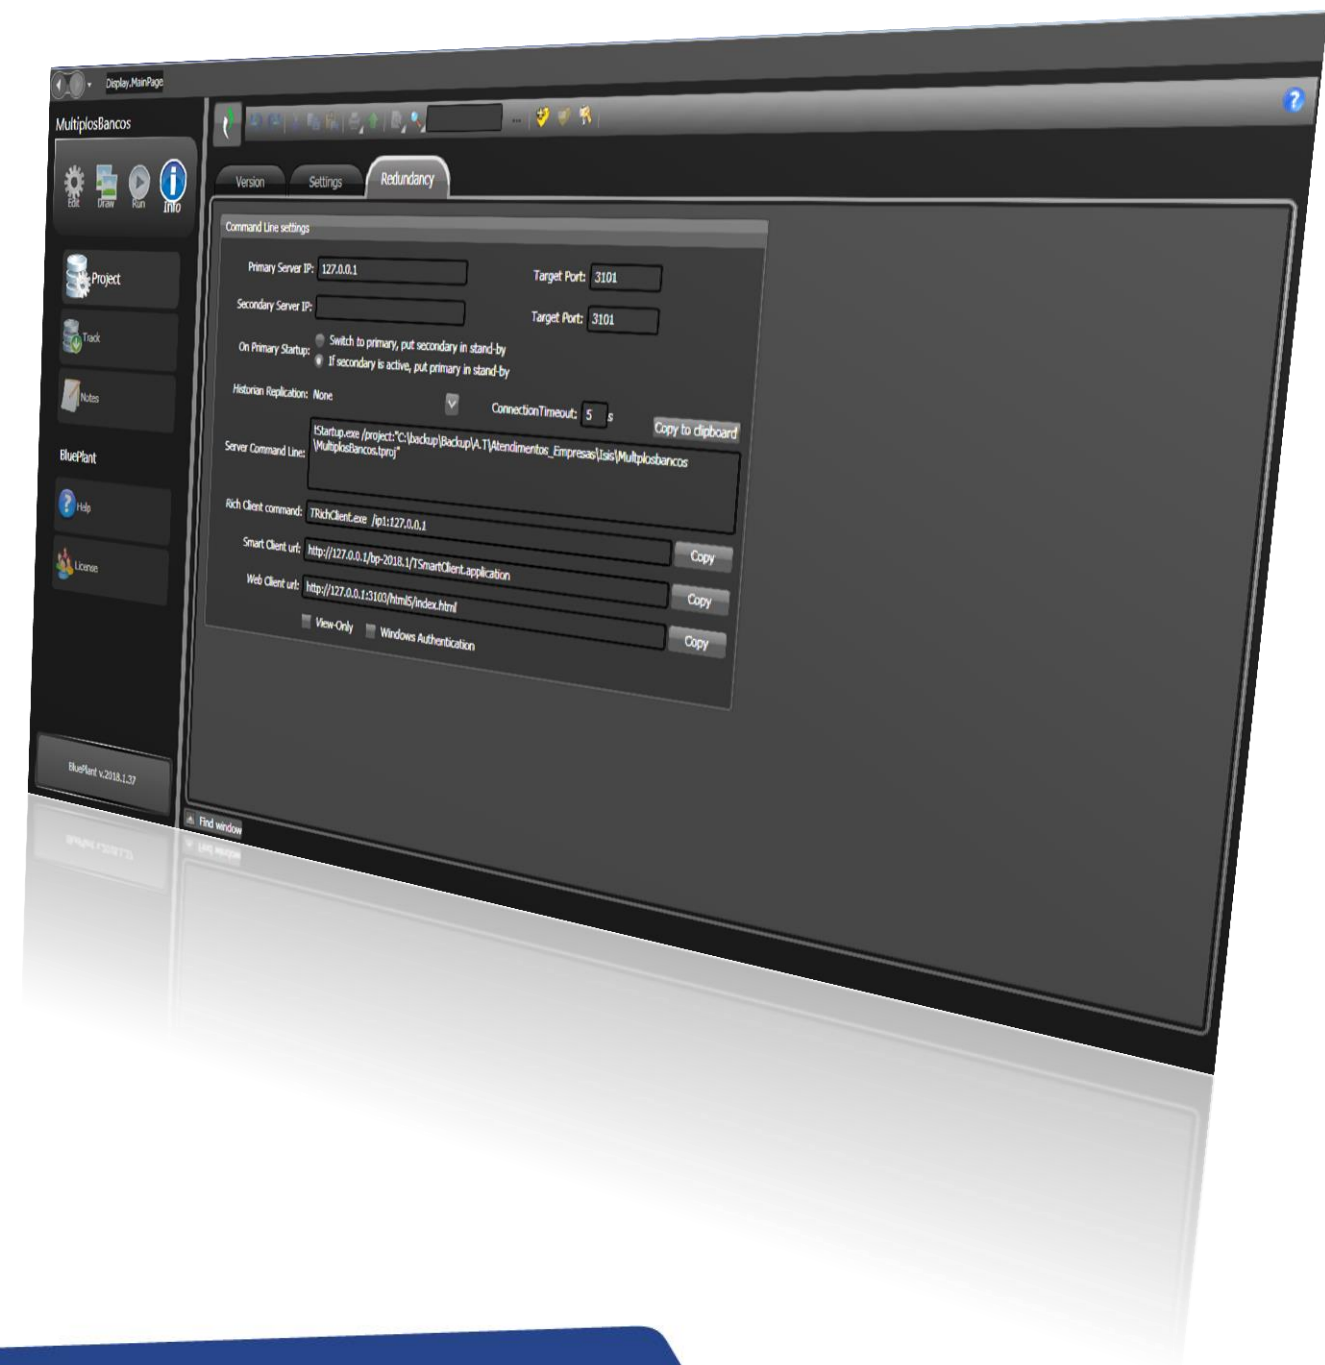 Display.MainPage
MultiplosBancos
Edit Draw Run Info
Project
Track
Notes
BluePlant
Help
License
BluePlant v.2018.1.37
Version Settings Redundancy
Command Line settings
Primary Server IP: 127.0.0.1 Target Port: 3101
Secondary Server IP: Target Port: 3101
On Primary Startup: Switch to primary, put secondary in stand-by
If secondary is active, put primary in stand-by
Historian Replication: None ConnectionTimeout: 5 s Copy to clipboard
Server Command Line: tStartup.exe /project:"C:\backup\Backup\A.T\Atendimentos_Empresas\Isis\Multplosbancos
\MultiplosBancos.tproj"
Rich Client command: TRichClient.exe /ip1:127.0.0.1
Smart Client url: http://127.0.0.1/bp-2018.1/TSmartClient.application Copy
Web Client url: http://127.0.0.1:3103/html5/index.html Copy
View-Only Windows Authentication Copy
Find window